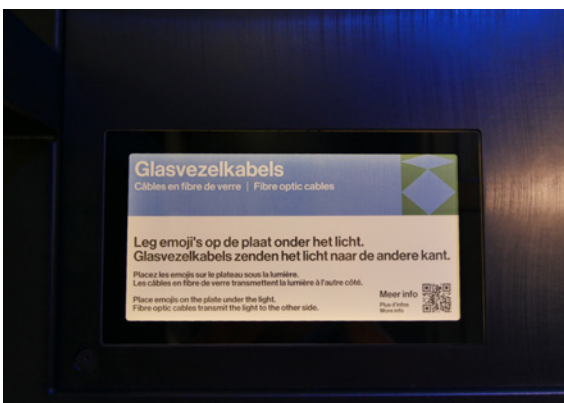 Glasvezelkabels
Câbles en fibre de verre | Fibre optic cables
Leg emoji's op de plaat onder het licht.
Glasvezelkabels zenden het licht naar de andere kant.
Placez les emojis sur le plateau sous la lumière.
Les câbles en fibre de verre transmettent la lumière à l'autre côté.
Place emojis on the plate under the light.
Fibre optic cables transmit the light to the other side.
Meer info
Plus d'infos
More info